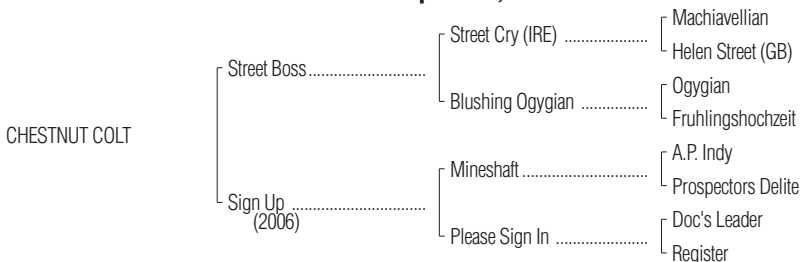 Machiavellian
Street Cry (IRE) ..................
Helen Street (GB)
Street Boss..........................
Ogygian
Blushing Ogygian ...............
Fruhlingshochzeit
CHESTNUT COLT
A.P. Indy
Mineshaft ............................
Prospectors Delite
Sign Up ..............................
(2006)
Doc's Leader
Please Sign In ....................
Register